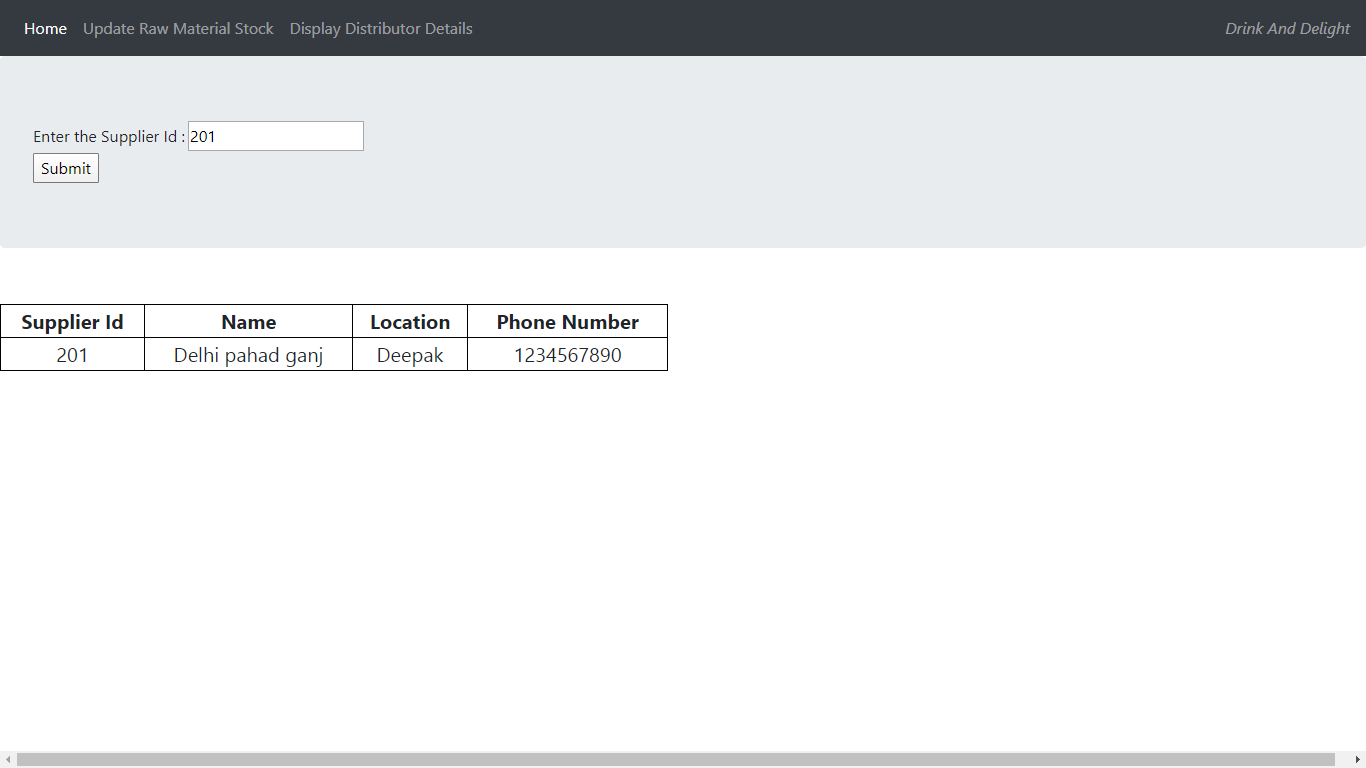 Home Update Raw Material Stock Display Distributor Details Drink And Delight
Enter the Supplier Id : 201
Submit
Supplier Id Name Location Phone Number
201 Delhi pahad ganj Deepak 1234567890